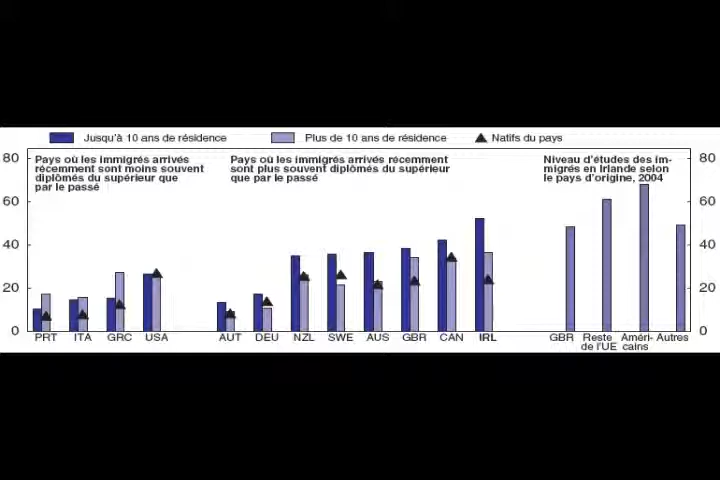 Jusqu'à 10 ans de résidence Plus de 10 ans de résidence Natifs du pays
80 80
Pays où les immigrés arrivés
récemment sont moins souvent
diplômés du supérieur que
par le passé
Pays où les immigrés arrivés récemment
sont plus souvent diplômés du supérieur
que par le passé
Niveau d'études des im-
migrés en Irlande selon
le pays d'origine, 2004
60 60
40 40
20 20
0 0
PRT ITA GRC USA AUT DEU NZL SWE AUS GBR CAN IRL GBR Reste Améri- Autres
de l'UE cains